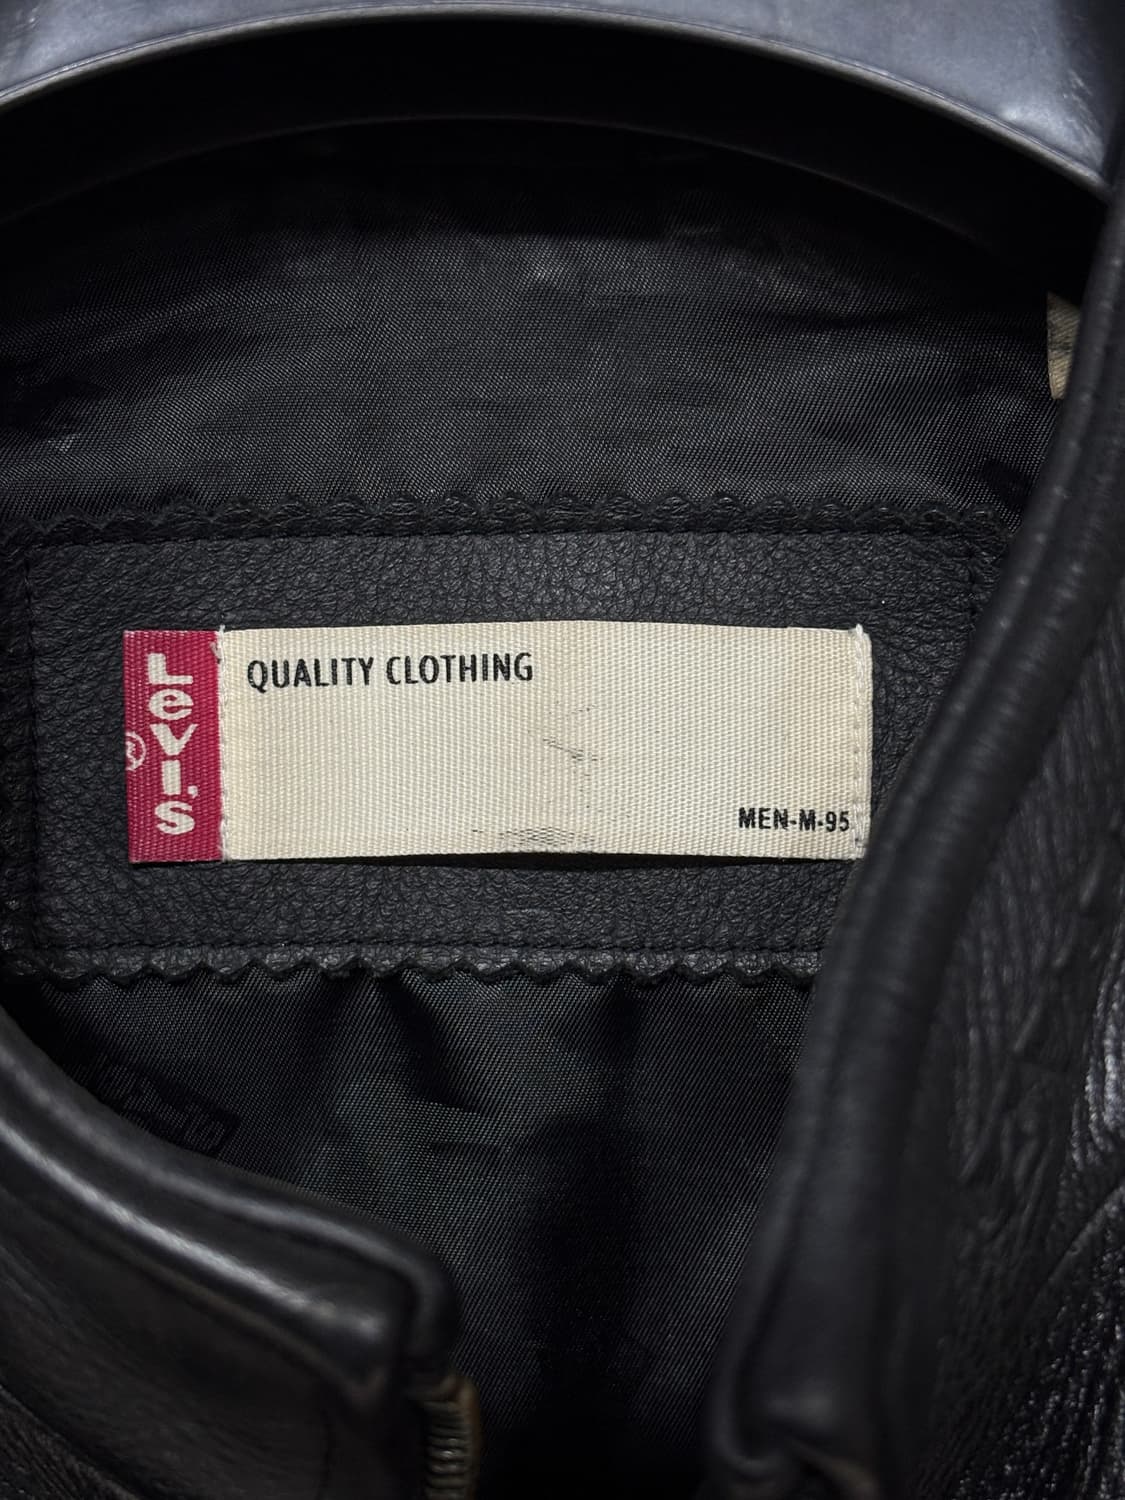 Levi's
®
QUALITY CLOTHING
MEN-M-95